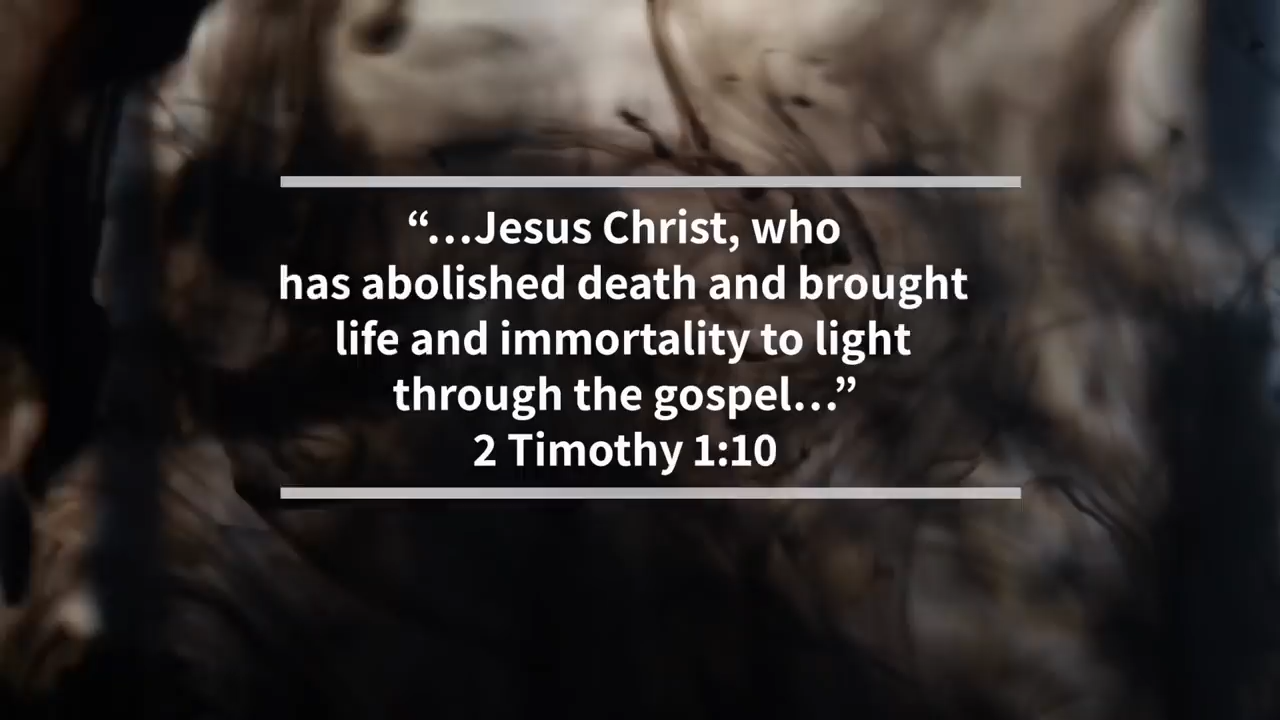 “…Jesus Christ, who
has abolished death and brought
life and immortality to light
through the gospel…”
2 Timothy 1:10